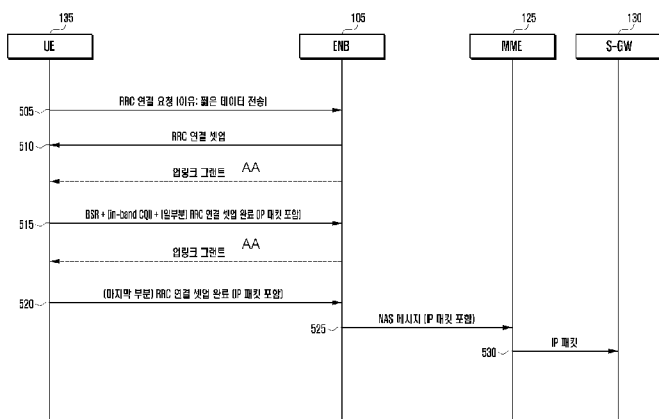 135
105
125
130
UE
ENB
MME
S-GW
RRC 연결 요청 (이유: 짧은 데이터 전송)
505
RRC 연결 셋업
510
업링크 그랜트 AA
BSR + (in-band CQI) + (일부분) RRC 연결 셋업 완료 (IP 패킷 포함)
515
업링크 그랜트 AA
(마지막 부분) RRC 연결 셋업 완료 (IP 패킷 포함)
520
NAS 메시지 (IP 패킷 포함)
525
IP 패킷
530